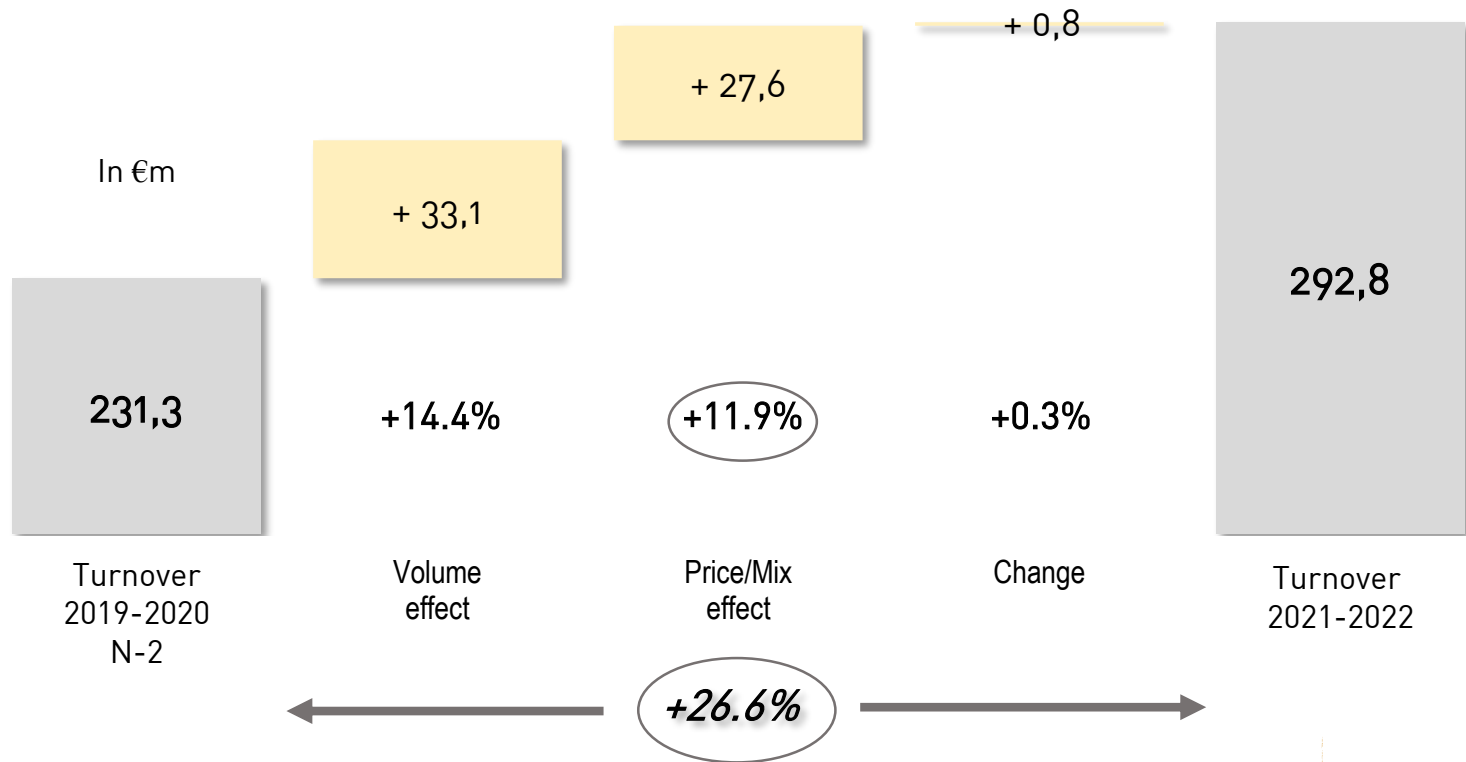 + 0,8
+ 27,6
In €m
+ 33,1
292,8
231,3
+14.4%
+11.9%
+0.3%
Turnover
2019-2020
N-2
Volume
effect
Price/Mix
effect
Change
Turnover
2021-2022
+26.6%